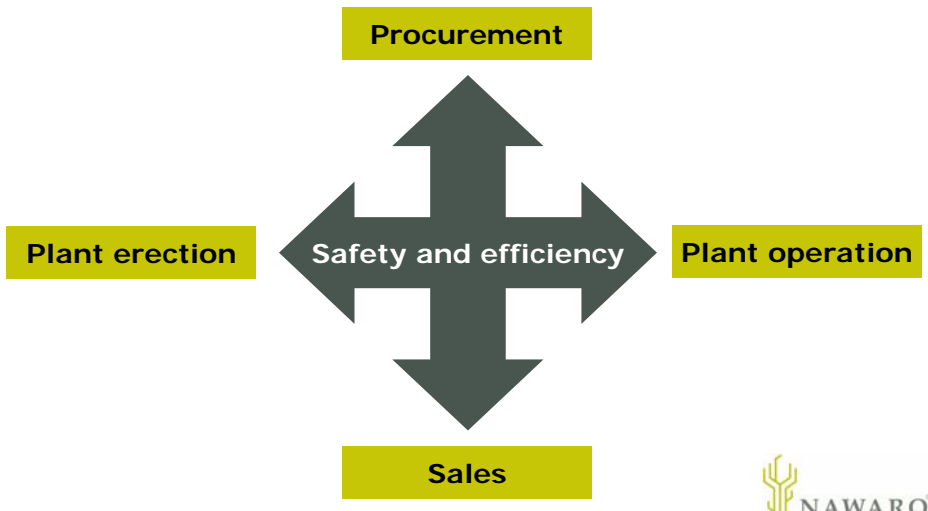 Procurement
Plant erection
Safety and efficiency
Plant operation
Sales
NAWARO